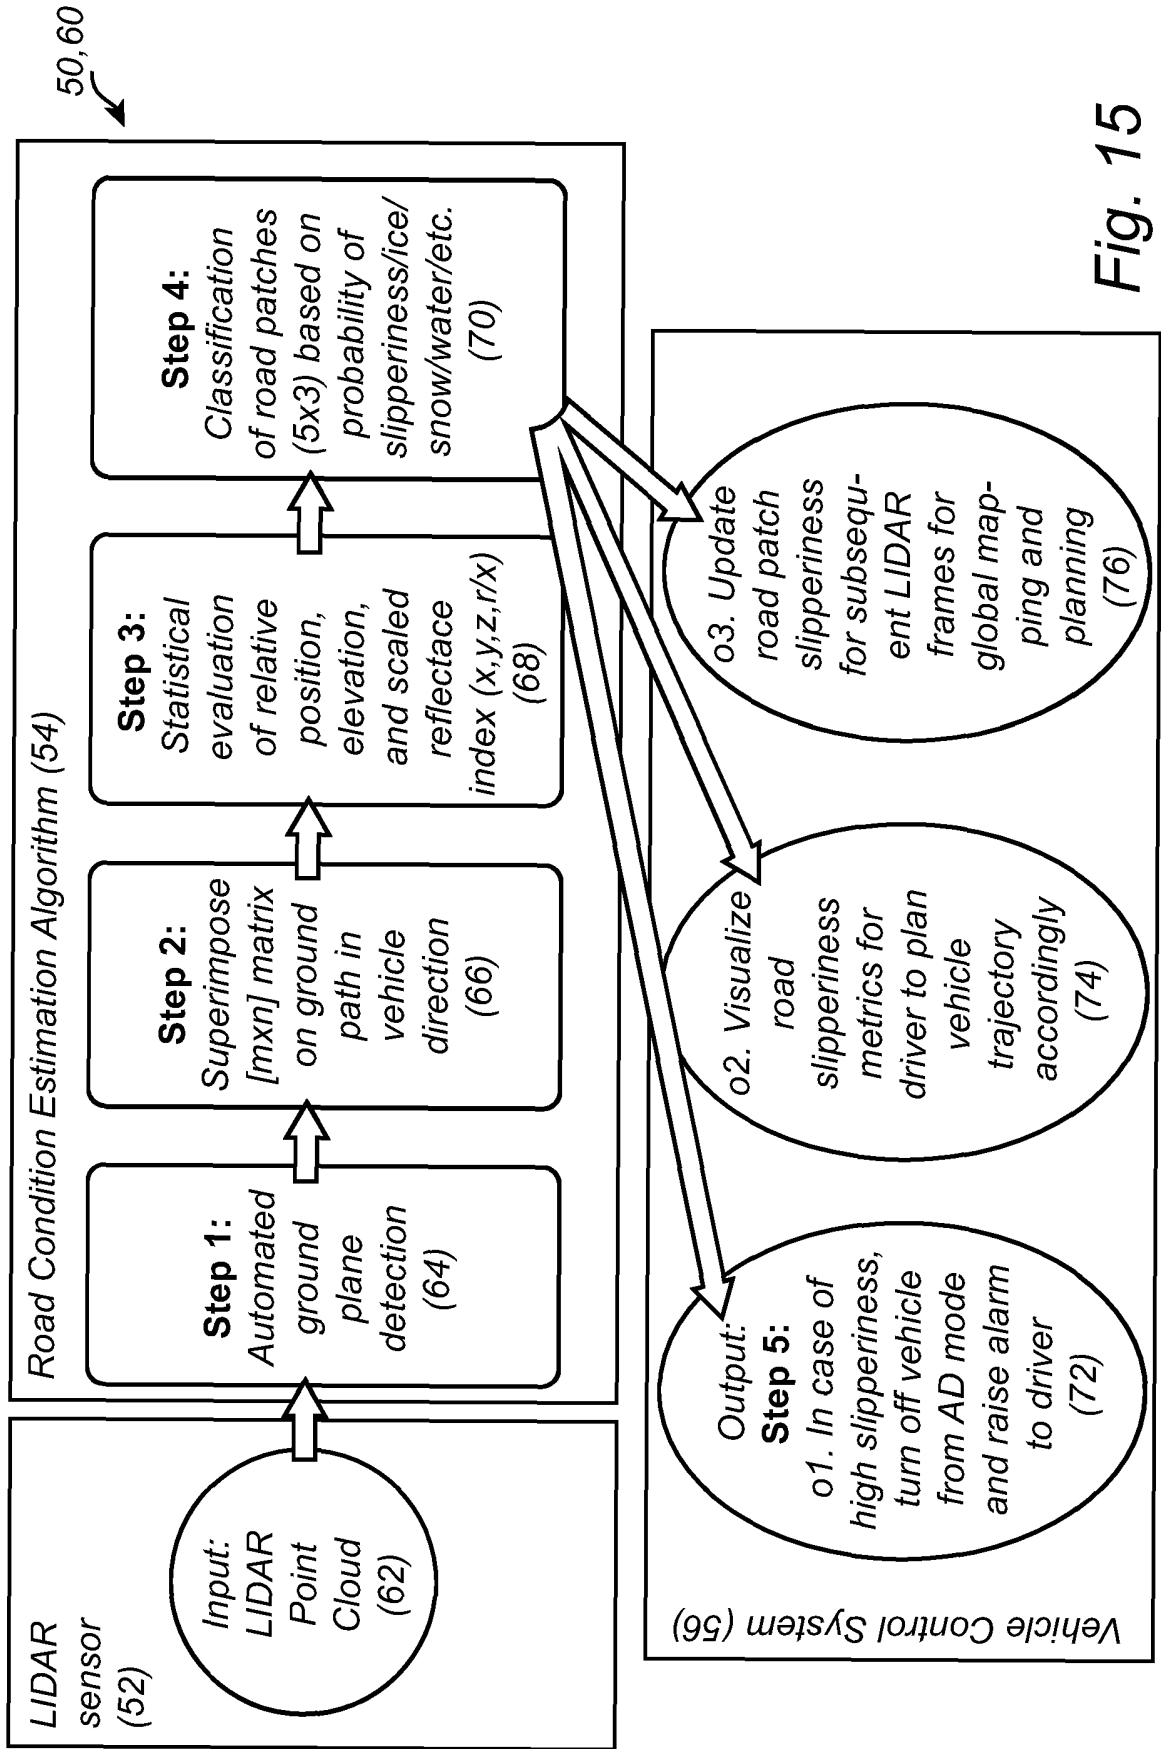 50,60
LIDAR
sensor
(52)
Input:
LIDAR
Point
Cloud
(62)
Road Condition Estimation Algorithm (54)
Step 1:
Automated
ground
plane
detection
(64)
Step 2:
Superimpose
[mxn] matrix
on ground
path in
vehicle
direction
(66)
Step 3:
Statistical
evaluation
of relative
position,
elevation,
and scaled
reflectace
index (x,y,z,r/x)
(68)
Step 4:
Classification
of road patches
(5x3) based on
probability of
slipperiness/ice/
snow/water/etc.
(70)
Vehicle Control System (56)
Output:
Step 5:
o1. In case of
high slipperiness,
turn off vehicle
from AD mode
and raise alarm
to driver
(72)
o2. Visualize
road
slipperiness
metrics for
driver to plan
vehicle
trajectory
accordingly
(74)
o3. Update
road patch
slipperiness
for subsequ-
ent LIDAR
frames for
global map-
ping and
planning
(76)
Fig. 15